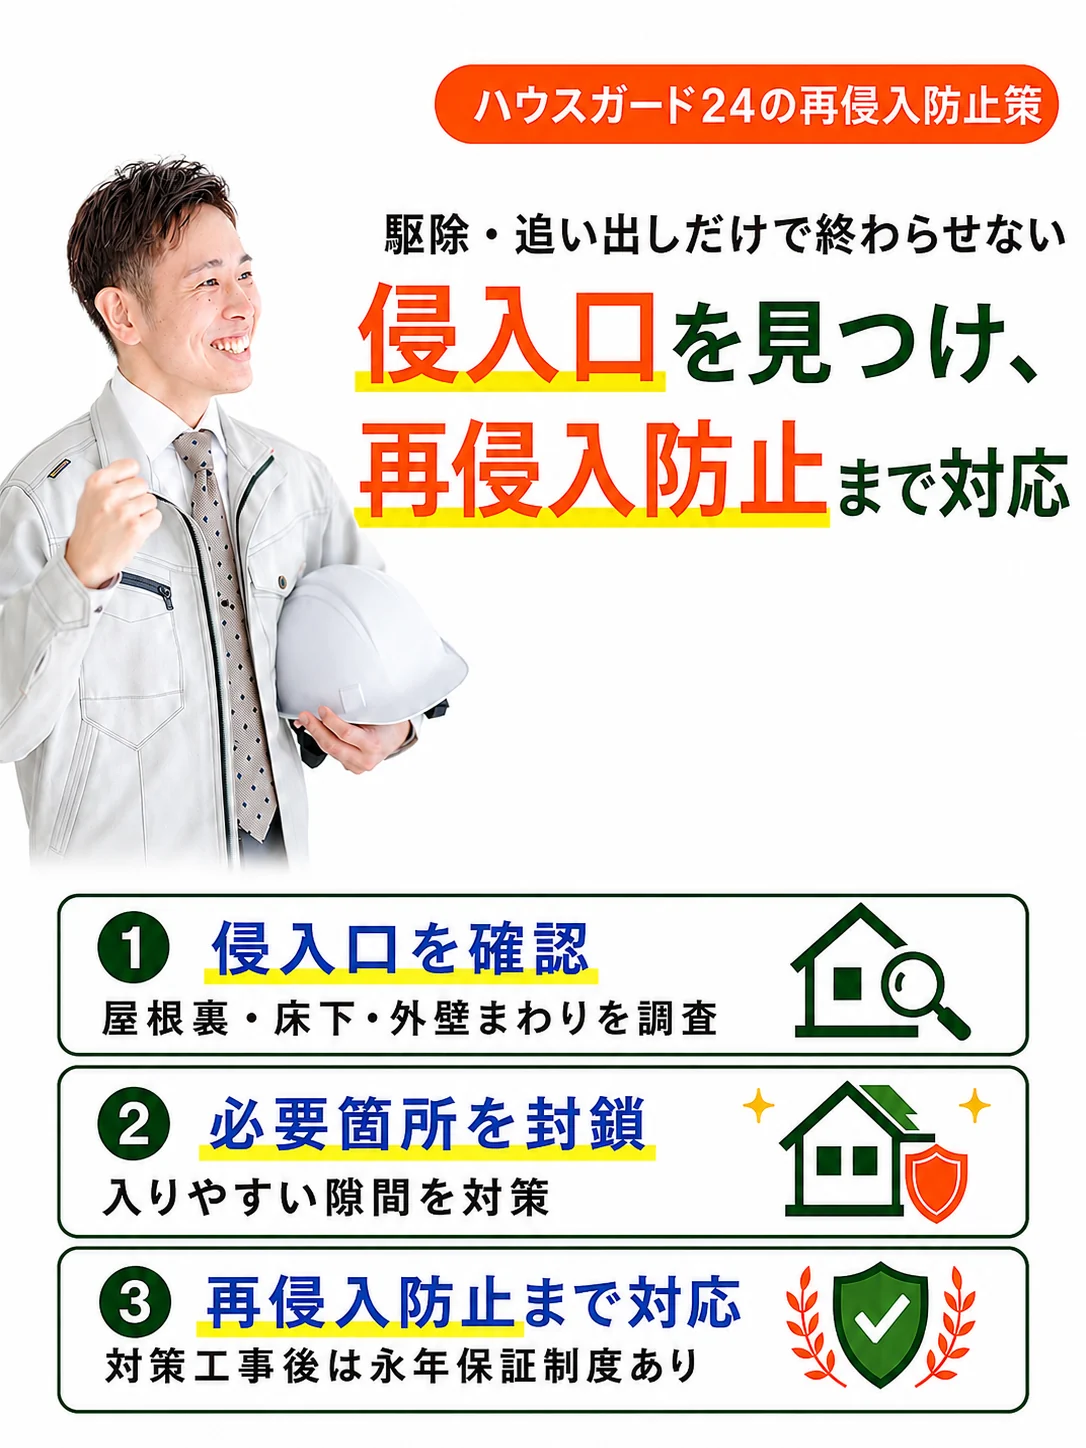 ハウスガード24の再侵入防止策
駆除・追い出しだけで終わらせない
侵入口を見つけ、
再侵入防止まで対応
1 侵入口を確認
屋根裏・床下・外壁まわりを調査
2 必要箇所を封鎖
入りやすい隙間を対策
3 再侵入防止まで対応
対策工事後は永年保証制度あり